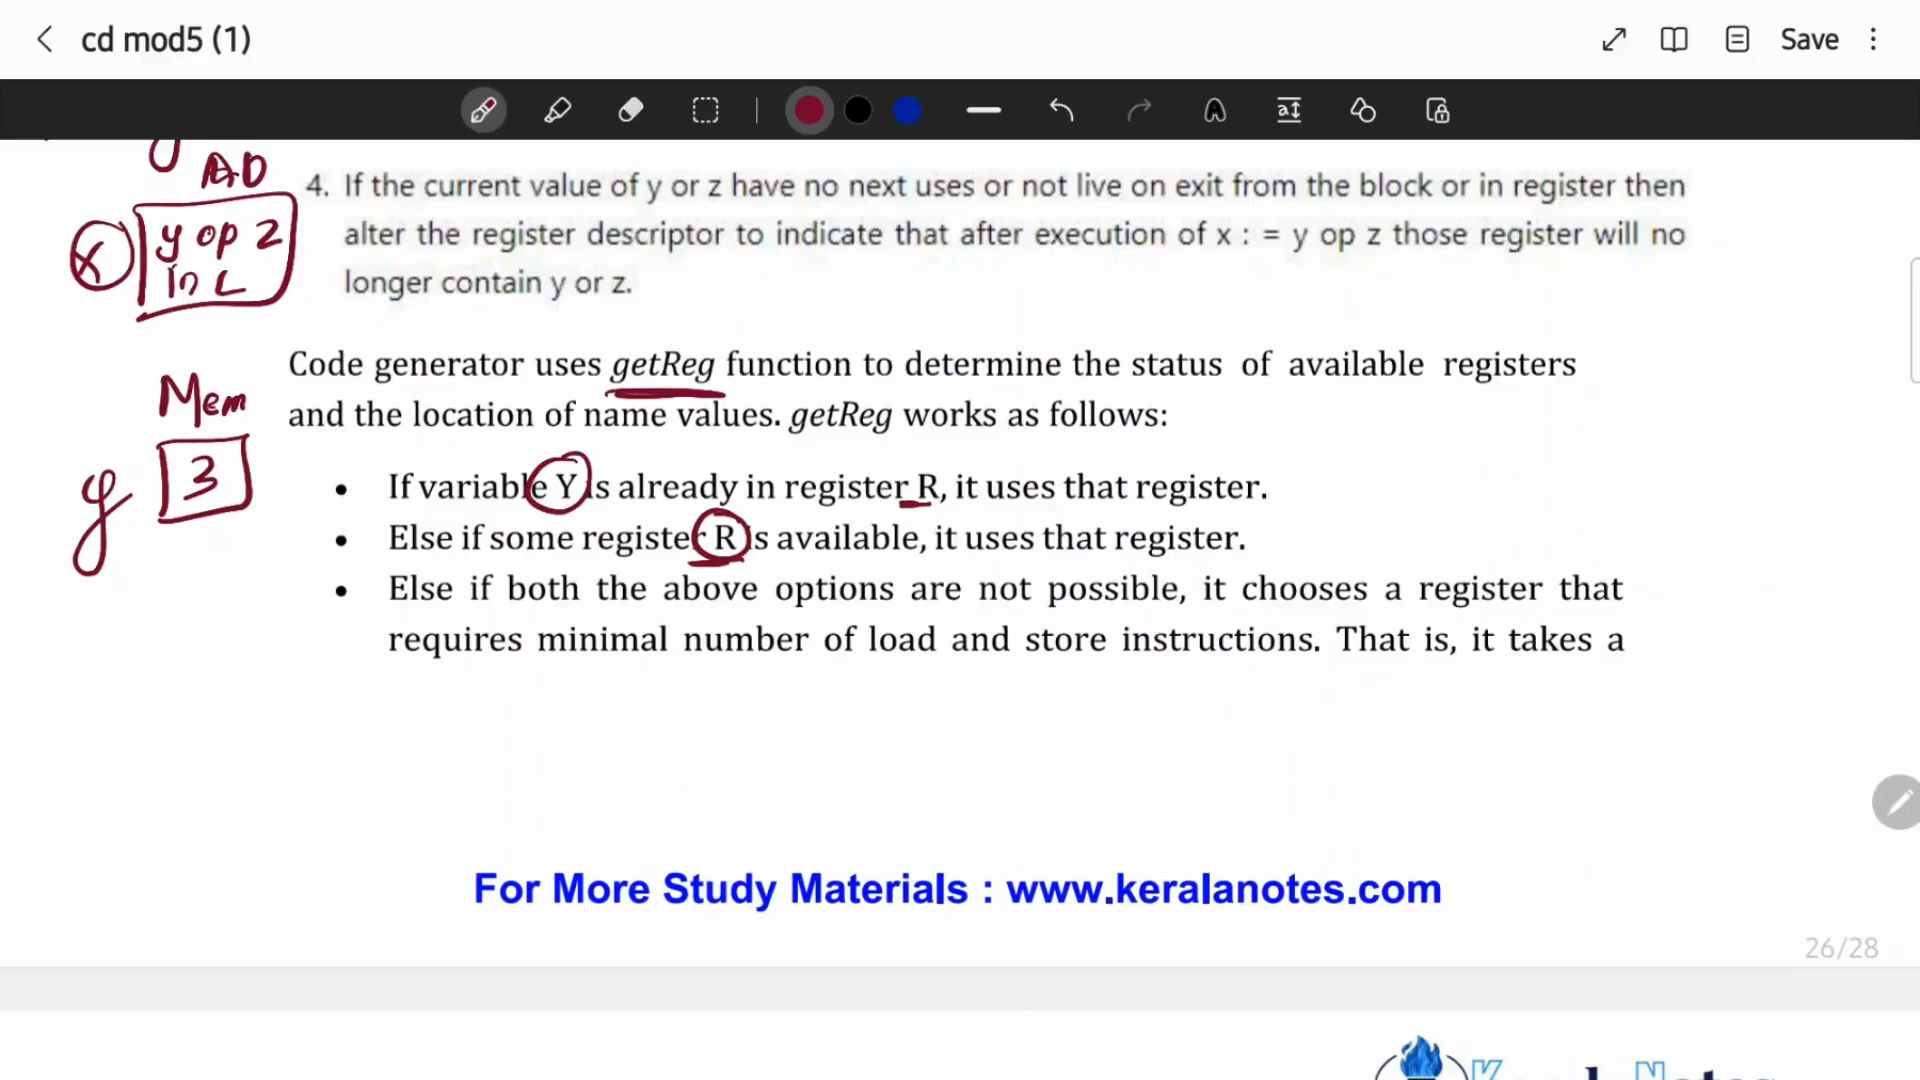 cd mod5 (1)
Save
AD
4. If the current value of y or z have no next uses or not live on exit from the block or in register then
alter the register descriptor to indicate that after execution of x : = y op z those register will no
longer contain y or z.
x
y op z
in L
Code generator uses getReg function to determine the status of available registers
and the location of name values. getReg works as follows:
Mem
y 3
• If variable Y is already in register R, it uses that register.
• Else if some register R is available, it uses that register.
• Else if both the above options are not possible, it chooses a register that
requires minimal number of load and store instructions. That is, it takes a
For More Study Materials : www.keralanotes.com
26/28